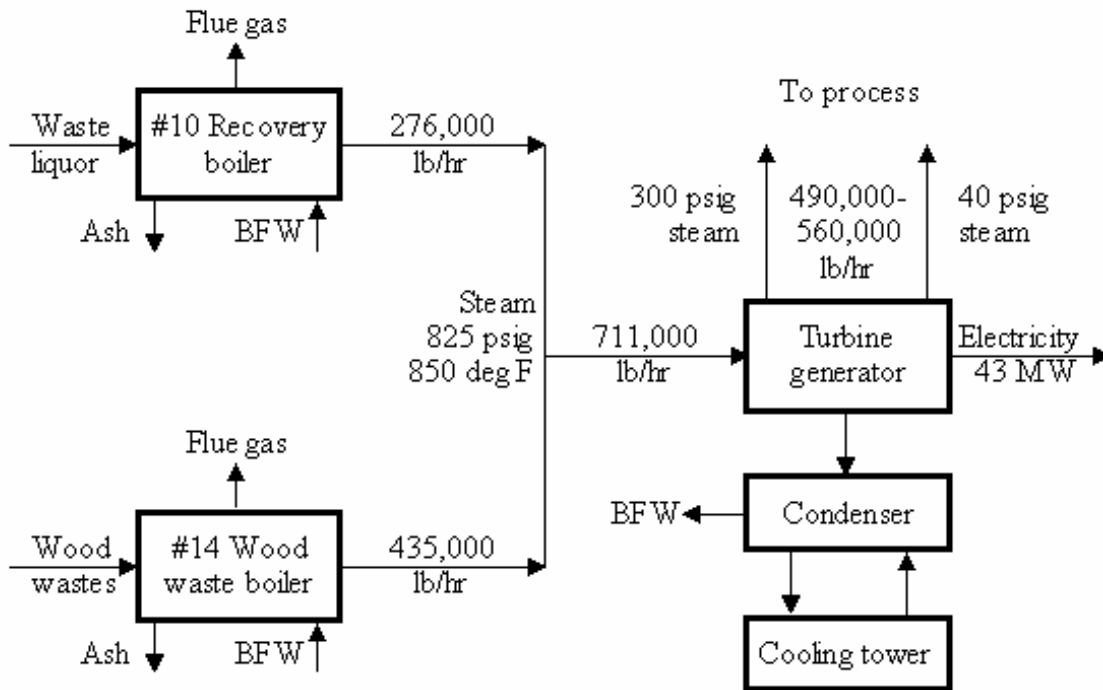 Flue gas
Waste
liquor
#10 Recovery
boiler
276,000
lb/hr
Ash
BFW
To process
300 psig
steam
490,000-
560,000
lb/hr
40 psig
steam
Steam
825 psig
850 deg F
711,000
lb/hr
Turbine
generator
Electricity
43 MW
Flue gas
Wood
wastes
#14 Wood
waste boiler
435,000
lb/hr
Ash
BFW
BFW
Condenser
Cooling tower